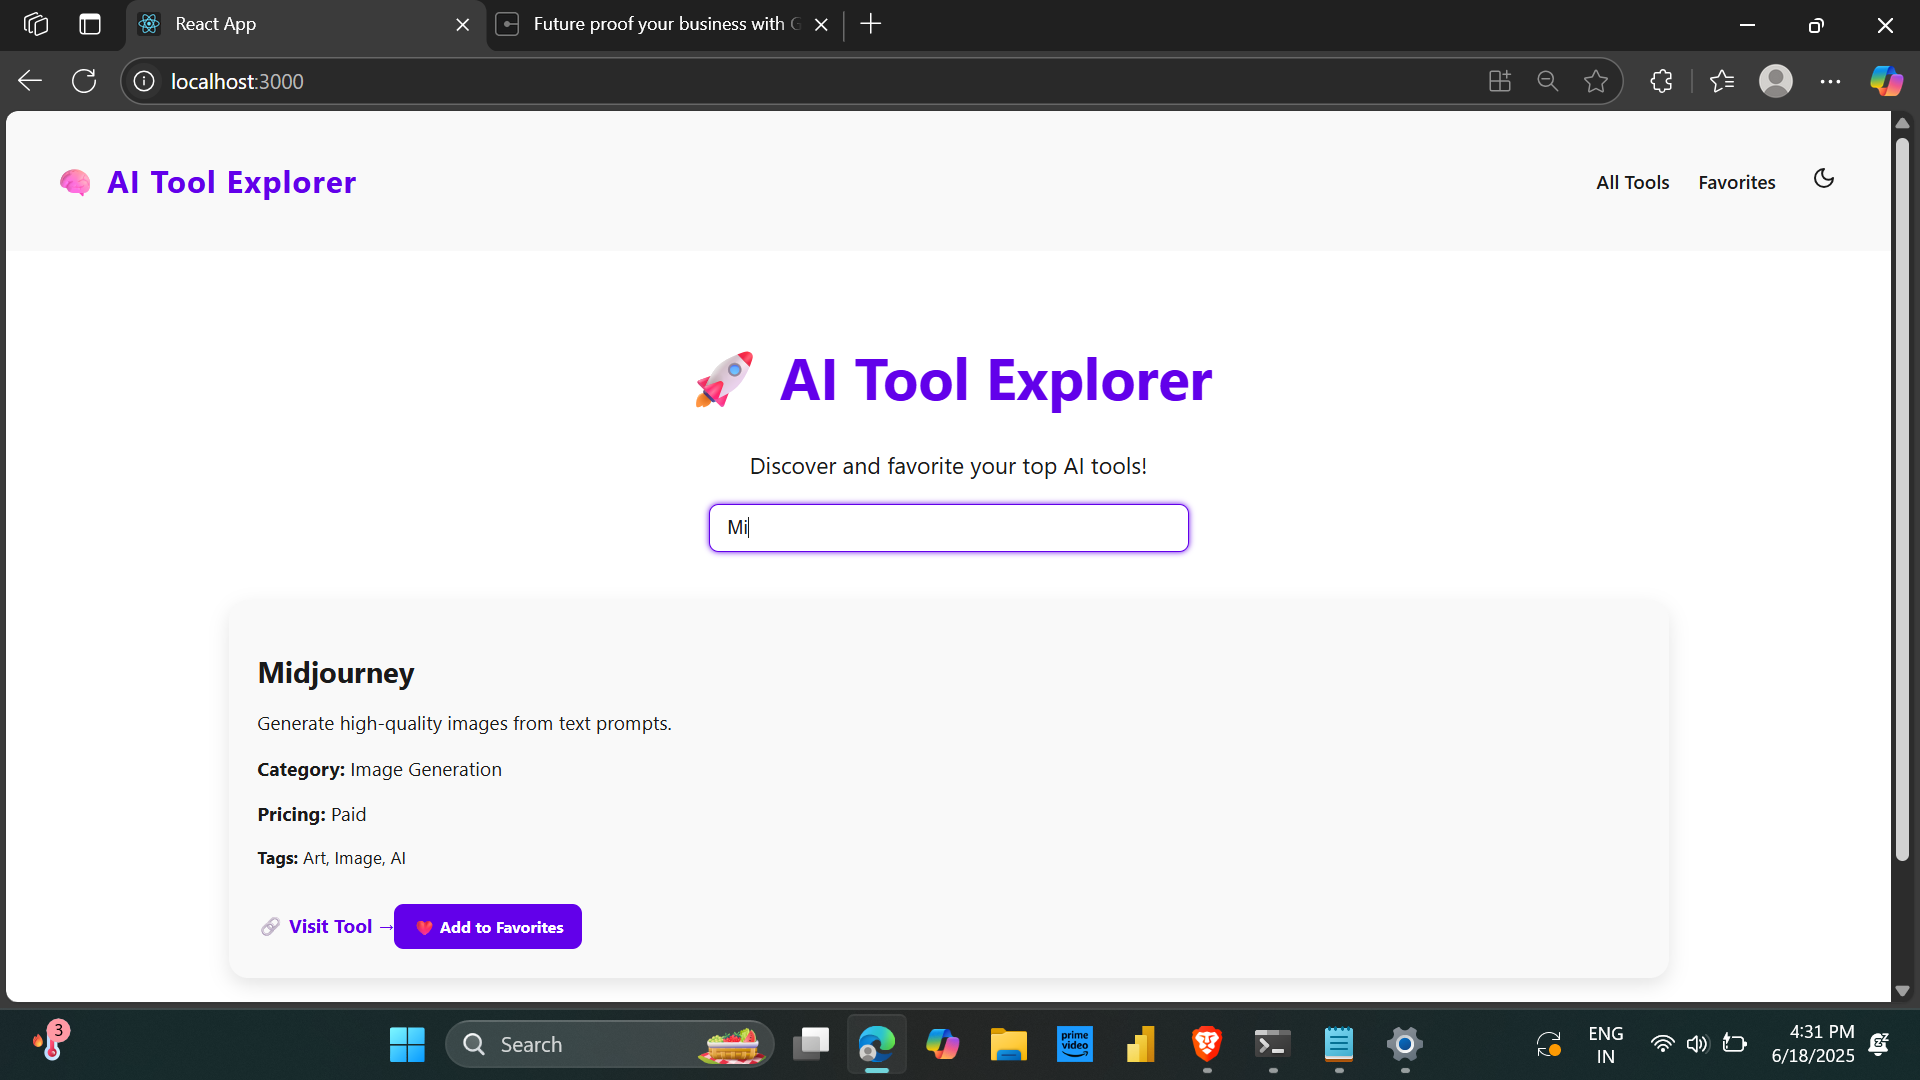 React App
Future proof your business with G
localhost:3000
AI Tool Explorer
All Tools
Favorites
AI Tool Explorer
Discover and favorite your top AI tools!
Mi
Midjourney
Generate high-quality images from text prompts.
Category: Image Generation
Pricing: Paid
Tags: Art, Image, AI
Visit Tool →
Add to Favorites
3
Search
prime video
ENG
IN
4:31 PM
6/18/2025